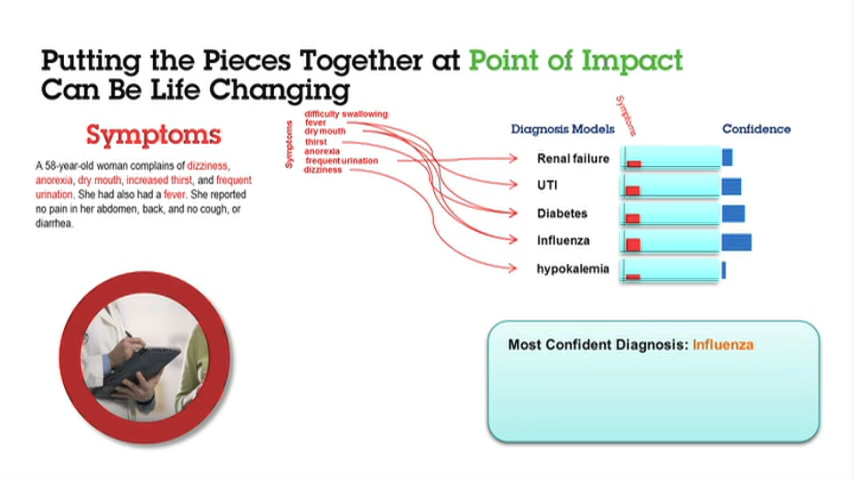 Putting the Pieces Together at Point of Impact
Can Be Life Changing
Symptoms
A 58-year-old woman complains of dizziness,
anorexia, dry mouth, increased thirst, and frequent
urination. She had also had a fever. She reported
no pain in her abdomen, back, and no cough, or
diarrhea.
Symptoms
difficulty swallowing:
fever
dry mouth
thirst
anorexia
frequent urination
dizziness
Diagnosis Models
Symptoms
Confidence
Renal failure
UTI
Diabetes
Influenza
hypokalemia
Most Confident Diagnosis: Influenza